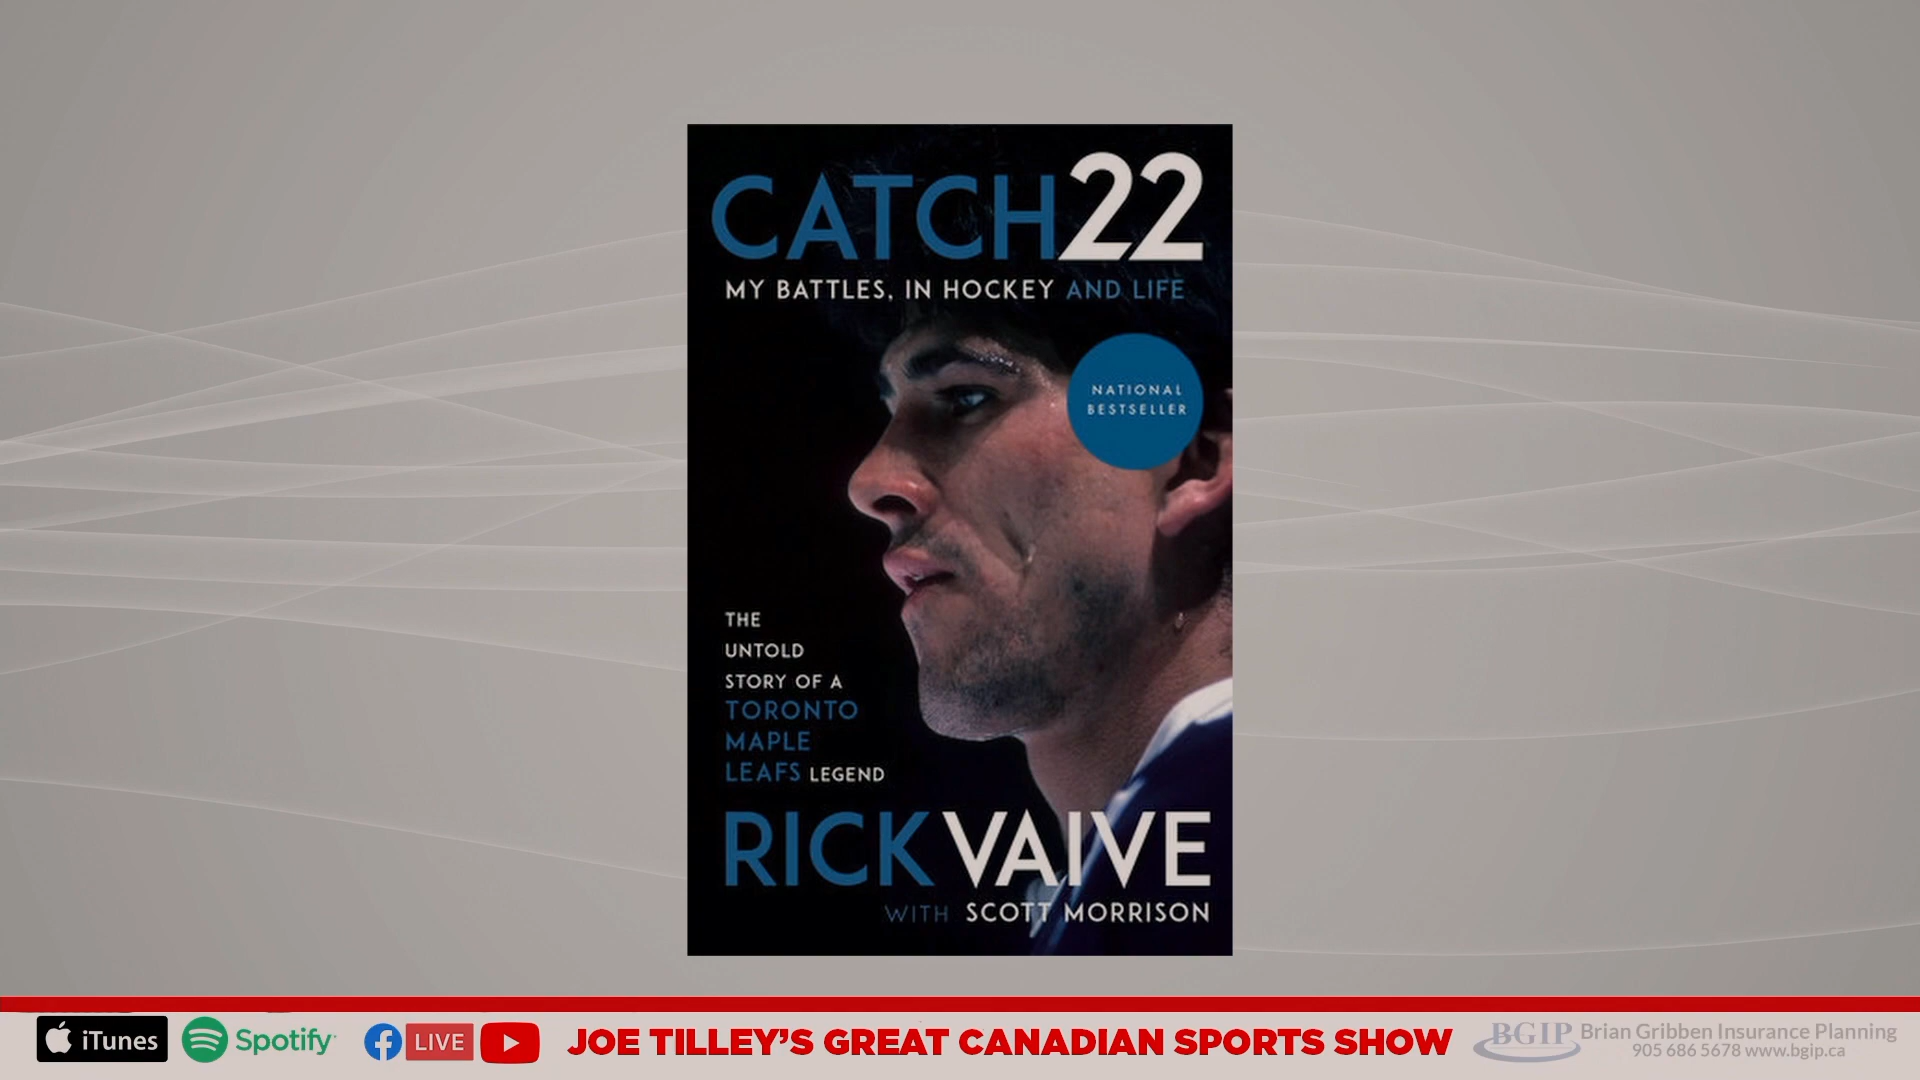 CATCH22
MY BATTLES, IN HOCKEY AND LIFE
NATIONAL
BESTSELLER
THE
UNTOLD
STORY OF A
TORONTO
MAPLE
LEAFS LEGEND
RICK VAIVE
WITH SCOTT MORRISON
iTunes
Spotify
LIVE
JOE TILLEY'S GREAT CANADIAN SPORTS SHOW
BGIP Brian Gribben Insurance Planning
905 686 5678 www.bgip.ca